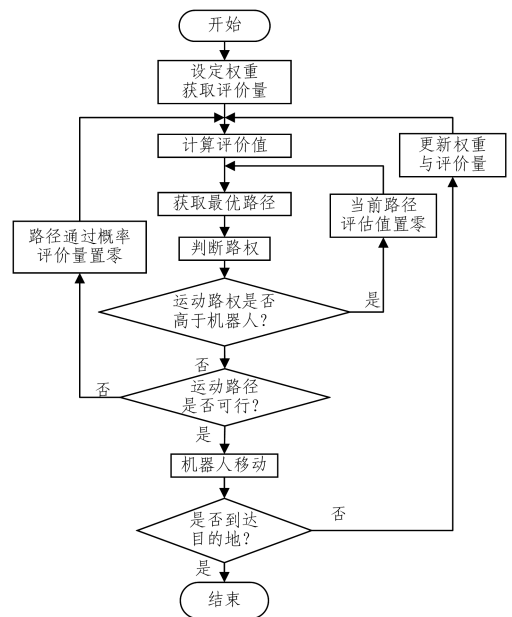 开始
设定权重
获取评价量
计算评价值
更新权重
与评价量
获取最优路径
当前路径
评估值置零
路径通过概率
评价量置零
判断路权
运动路权是否
高于机器人?
是
否
运动路径
是否可行?
否
是
机器人移动
是否到达
目的地?
否
是
结束